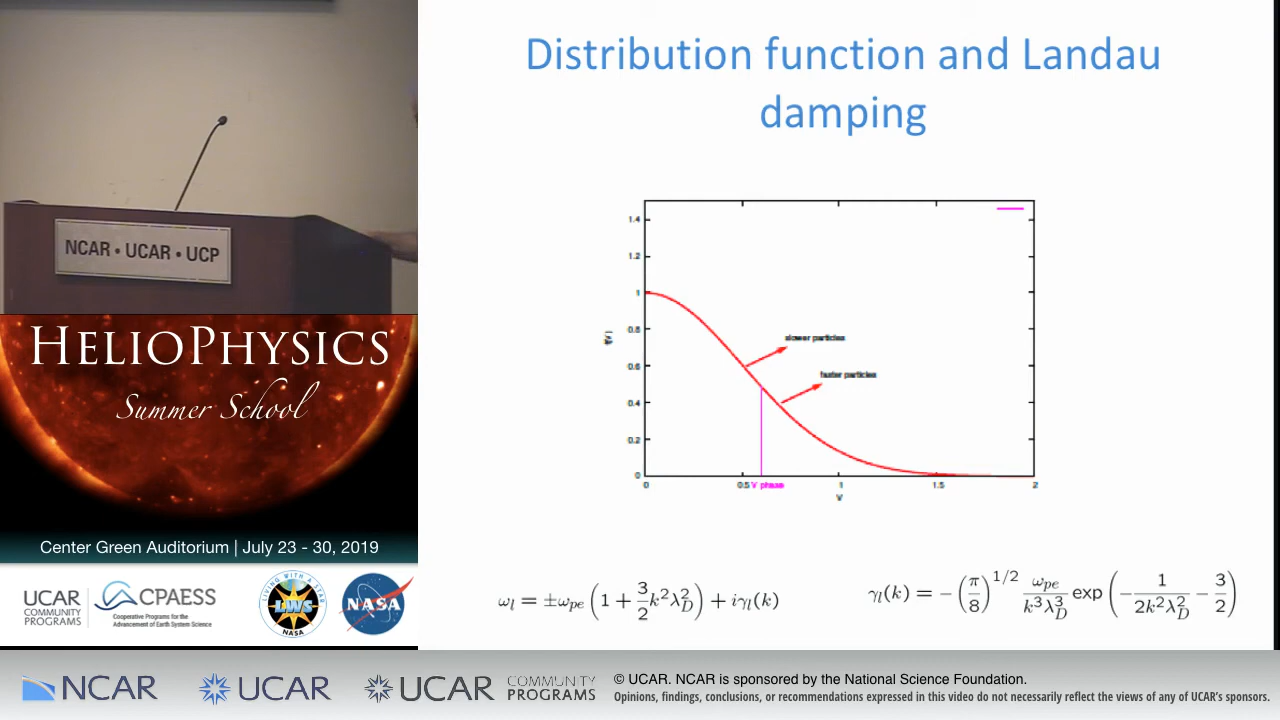 Distribution function and Landau
damping
NCAR • UCAR • UCP
HELIOPHYSICS
Summer School
Center Green Auditorium | July 23 - 30, 2019
UCAR
COMMUNITY
PROGRAMS
CPAESS
Cooperative Programs for the
Advancement of Earth System Science
LIVING WITH A STAR
LWS
NASA
NASA
1.4
1.2
1
0.8
0.6
0.4
0.2
0
slower particles
faster particles
0
0.5
V phase
1
1.5
2
V
ω_l = ±ω_pe (1 + 3/2 k²λ_D²) + iγ_l(k)
γ_l(k) = −(π/8)^1/2 ω_pe/k³λ_D³ exp(−1/2k²λ_D² − 3/2)
NCAR
UCAR
UCAR COMMUNITY PROGRAMS
© UCAR. NCAR is sponsored by the National Science Foundation.
Opinions, findings, conclusions, or recommendations expressed in this video do not necessarily reflect the views of any of UCAR's sponsors.